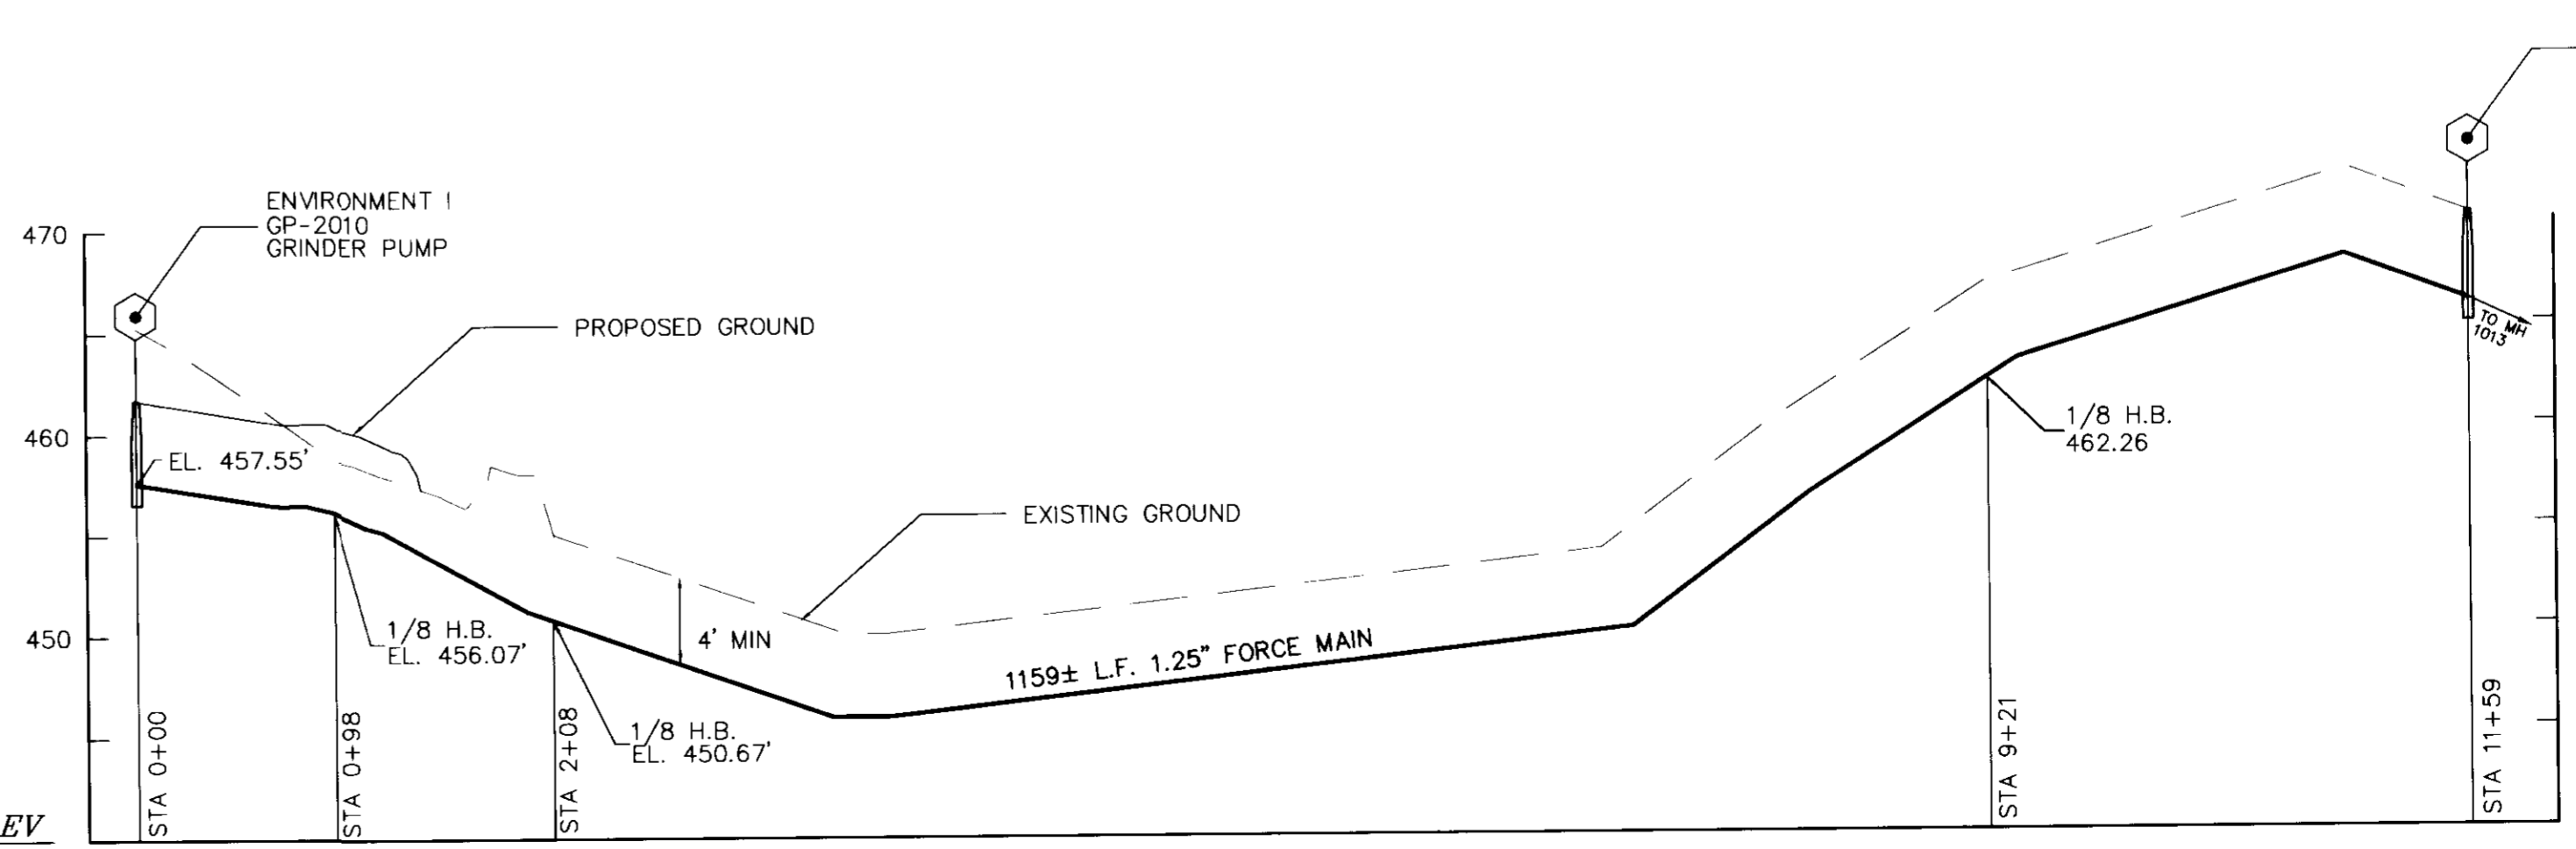 ENVIRONMENT I
GP-2010
GRINDER PUMP
470
PROPOSED GROUND
TO MH
1013
460
EL. 457.55'
1/8 H.B.
462.26
EXISTING GROUND
450
1/8 H.B.
EL. 456.07'
4' MIN
1159± L.F. 1.25" FORCE MAIN
1/8 H.B.
EL. 450.67'
STA 0+00
STA 0+98
STA 2+08
STA 9+21
STA 11+59
EV